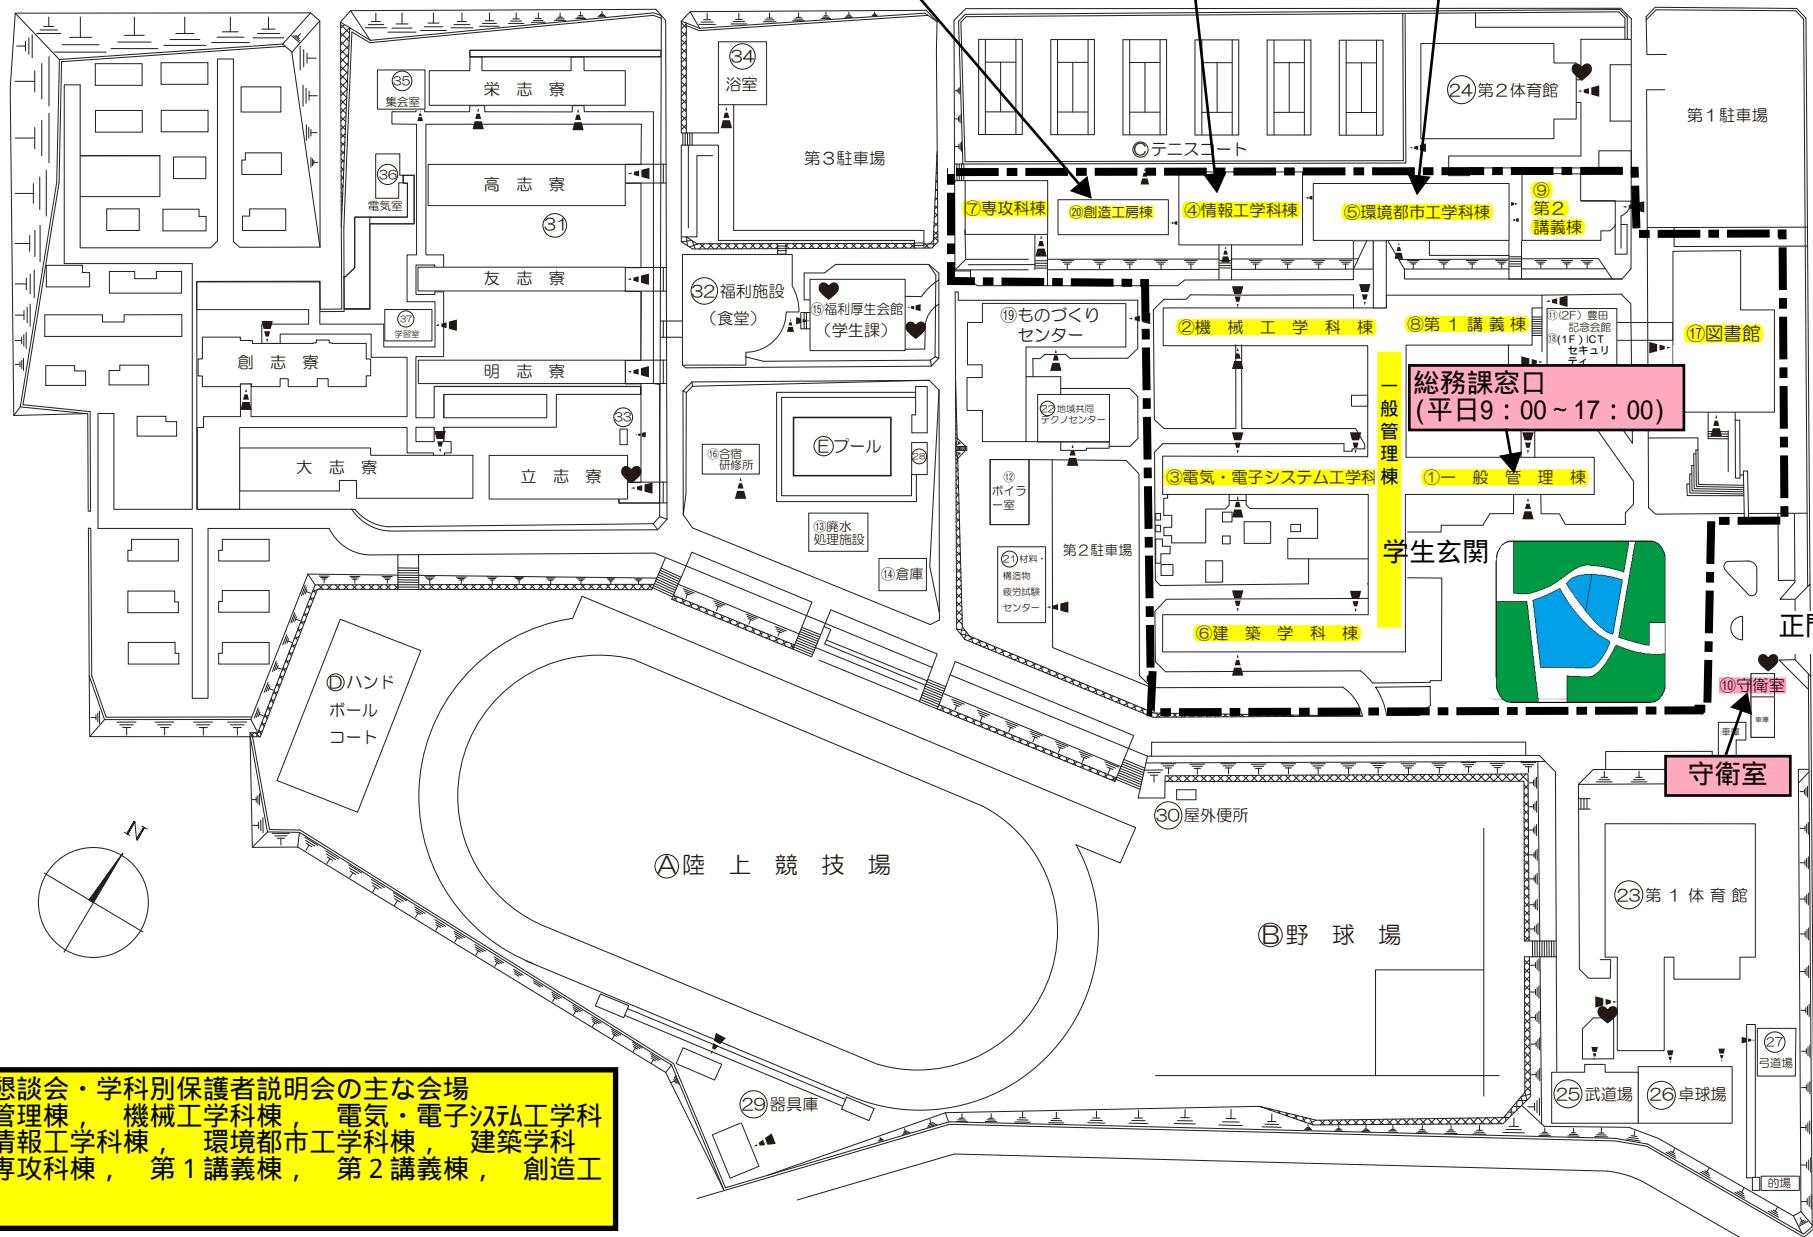 ㉞
浴室
㉟
集会室
栄志寮
㊱
電気室
高志寮
㉛
友志寮
㊲
学習室
創志寮
明志寮
㉝
大志寮
立志寮
第3駐車場
㉜福利施設
（食堂）
⑮福利厚生会館
（学生課）
Ⓔプール
㉘
⑯合宿
研修所
⑬廃水
処理施設
⑭倉庫
Ⓒテニスコート
㉔第2体育館
第1駐車場
⑦専攻科棟
⑳創造工房棟
④情報工学科棟
⑤環境都市工学科棟
⑨
第2
講義棟
⑲ものづくり
センター
②機械工学科棟
⑧第1講義棟
⑪(2F) 豊田
記念会館
⑱(1F) ICT
セキュリ
ティ
⑰図書館
一般管理棟
総務課窓口
(平日9：00～17：00)
㉒地域共同
テクノセンター
③電気・電子システム工学科
①一般管理棟
⑫
ボイラ
ー室
第2駐車場
㉑材料・
構造物
疲労試験
センター
学生玄関
⑥建築学科棟
正門
⑩守衛室
車庫
車庫
守衛室
Ⓓハンド
ボール
コート
N
Ⓐ陸上競技場
㉚屋外便所
Ⓑ野球場
㉓第1体育館
㉗
弓道場
㉕武道場
㉖卓球場
㉙器具庫
的場
懇談会・学科別保護者説明会の主な会場
管理棟，　機械工学科棟，　電気・電子システム工学科
情報工学科棟，　環境都市工学科棟，　建築学科
専攻科棟，　第1講義棟，　第2講義棟，　創造工